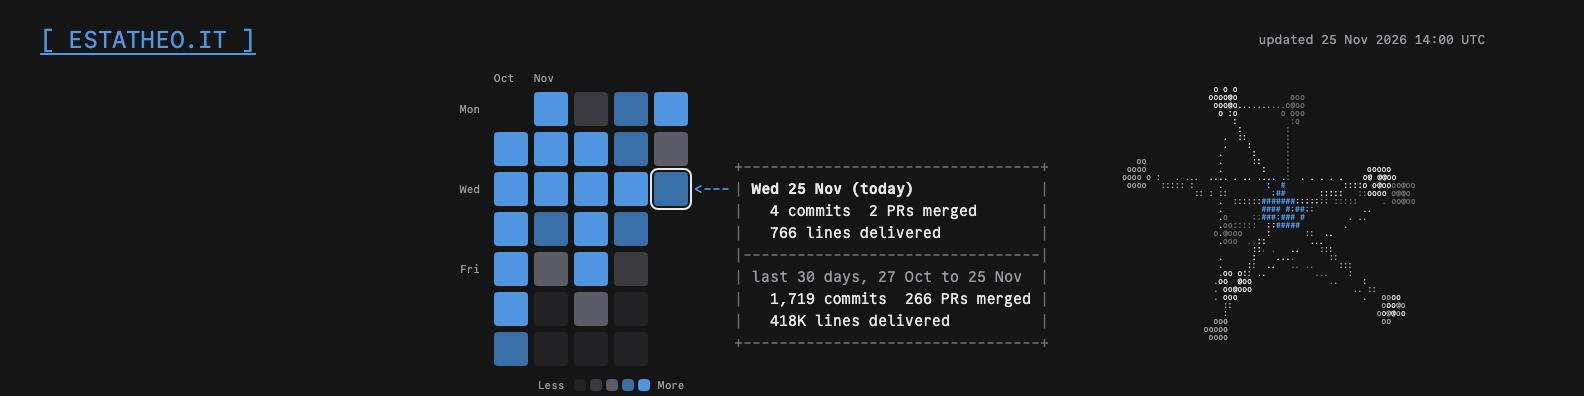 [ ESTATHEO.IT ]
updated 25 Nov 2026 14:00 UTC
Oct Nov
Mon
Wed
Fri
<---
Wed 25 Nov (today)
4 commits 2 PRs merged
766 lines delivered
last 30 days, 27 Oct to 25 Nov
1,719 commits 266 PRs merged
418K lines delivered
Less More